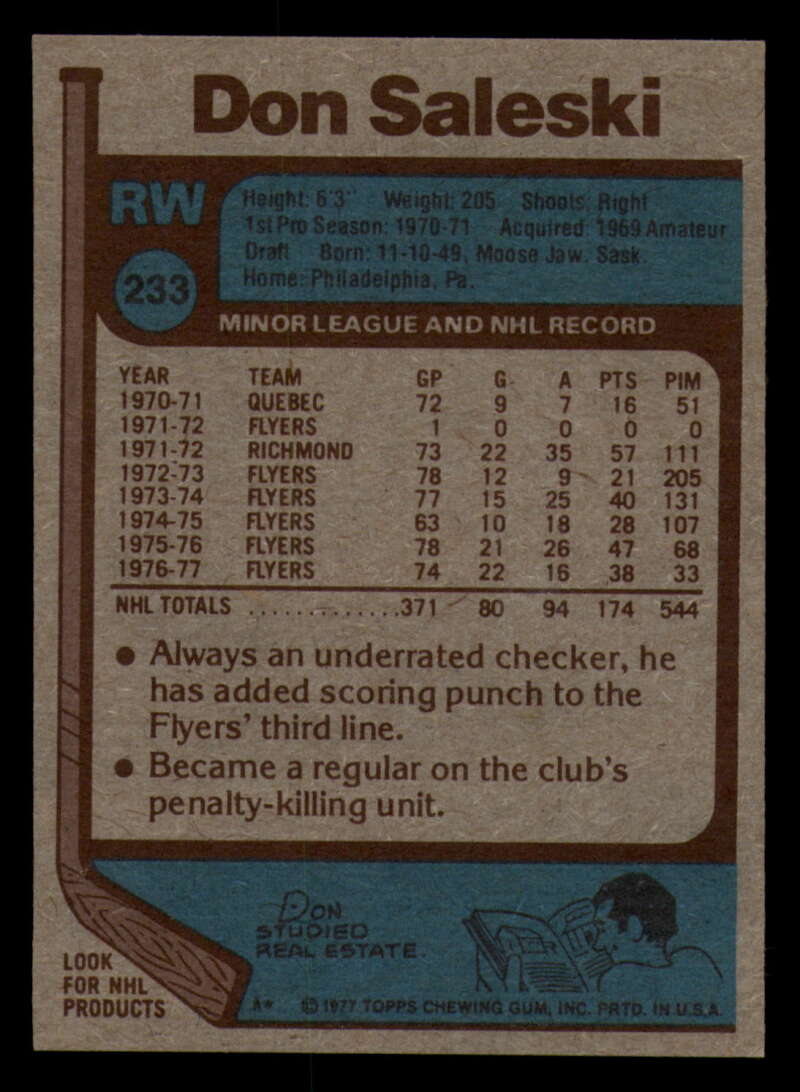 Don Saleski
RW
Height: 6'3" Weight: 205 Shoots: Right
1st Pro Season: 1970-71 Acquired: 1969 Amateur
Draft Born: 11-10-49, Moose Jaw, Sask.
Home: Philadelphia, Pa.
233
MINOR LEAGUE AND NHL RECORD
YEAR TEAM GP G A PTS PIM
1970-71 QUEBEC 72 9 7 16 51
1971-72 FLYERS 1 0 0 0 0
1971-72 RICHMOND 73 22 35 57 111
1972-73 FLYERS 78 12 9 21 205
1973-74 FLYERS 77 15 25 40 131
1974-75 FLYERS 63 10 18 28 107
1975-76 FLYERS 78 21 26 47 68
1976-77 FLYERS 74 22 16 38 33
NHL TOTALS ..............371 80 94 174 544
• Always an underrated checker, he
has added scoring punch to the
Flyers' third line.
• Became a regular on the club's
penalty-killing unit.
DON
STUDIED
REAL ESTATE.
LOOK
FOR NHL
PRODUCTS
A* © 1977 TOPPS CHEWING GUM, INC. PRTD. IN U.S.A.